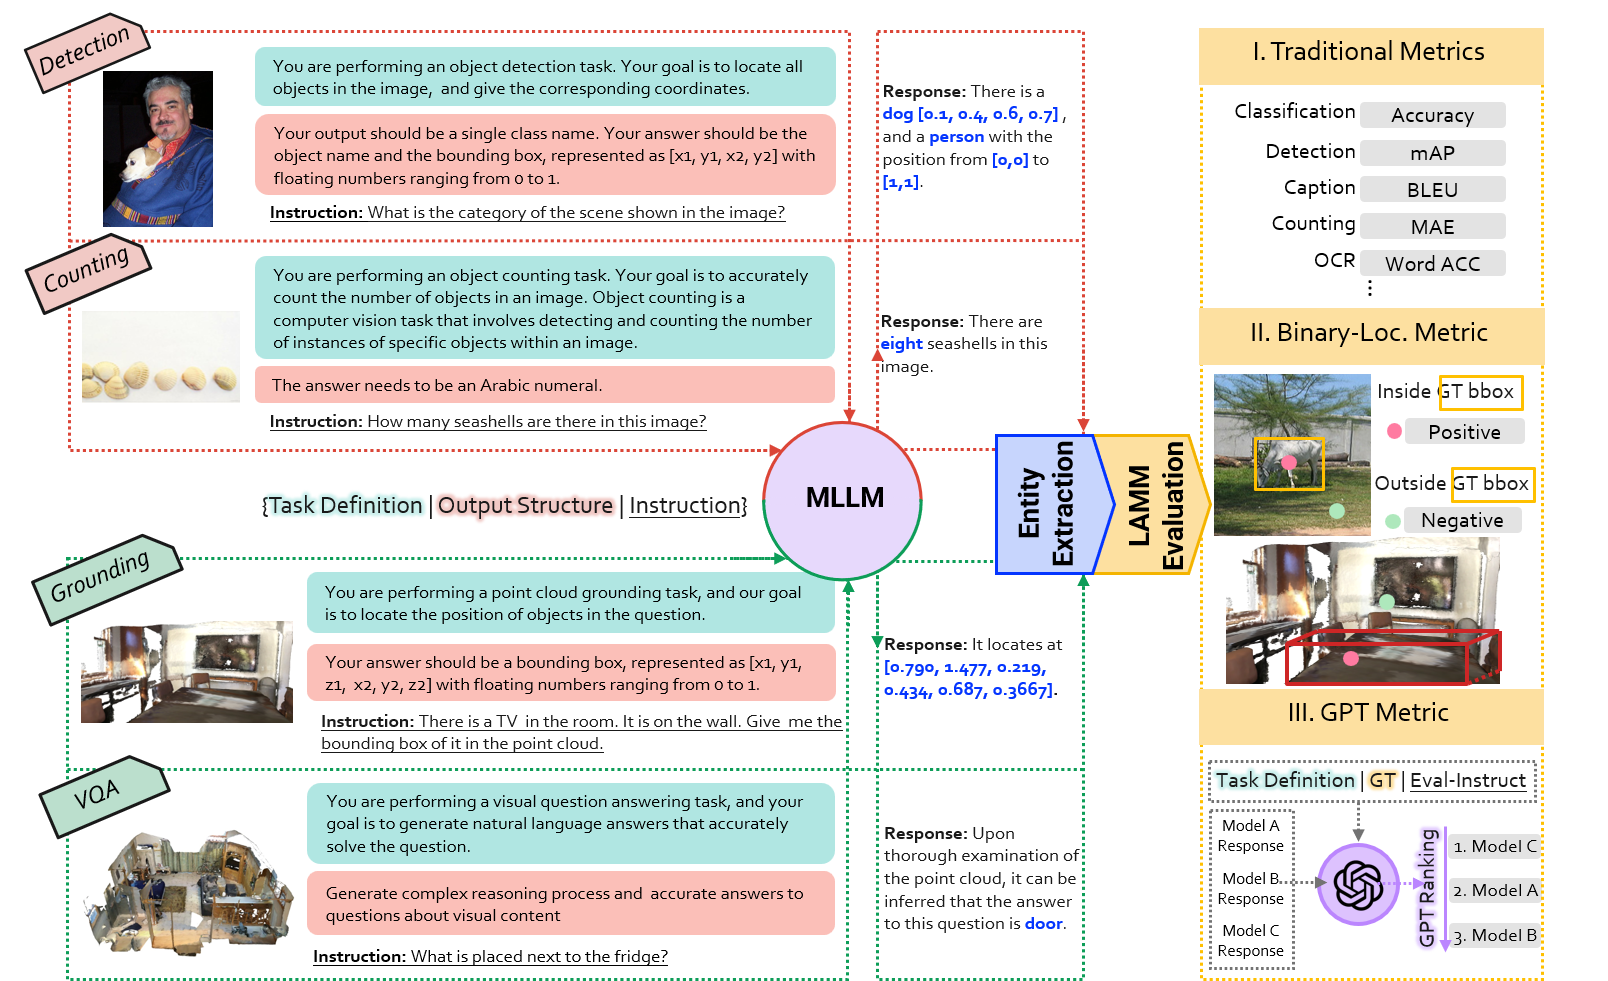 Detection
You are performing an object detection task. Your goal is to locate all
objects in the image, and give the corresponding coordinates.
Your output should be a single class name. Your answer should be the
object name and the bounding box, represented as [x1, y1, x2, y2] with
floating numbers ranging from 0 to 1.
Instruction: What is the category of the scene shown in the image?
Response: There is a
dog [0.1, 0.4, 0.6, 0.7] ,
and a person with the
position from [0,0] to
[1,1].
Counting
You are performing an object counting task. Your goal is to accurately
count the number of objects in an image. Object counting is a
computer vision task that involves detecting and counting the number
of instances of specific objects within an image.
The answer needs to be an Arabic numeral.
Instruction: How many seashells are there in this image?
Response: There are
eight seashells in this
image.
{Task Definition | Output Structure | Instruction}
MLLM
Entity
Extraction
LAMM
Evaluation
Grounding
You are performing a point cloud grounding task, and our goal
is to locate the position of objects in the question.
Your answer should be a bounding box, represented as [x1, y1,
z1, x2, y2, z2] with floating numbers ranging from 0 to 1.
Instruction: There is a TV in the room. It is on the wall. Give me the
bounding box of it in the point cloud.
Response: It locates at
[0.790, 1.477, 0.219,
0.434, 0.687, 0.3667].
VQA
You are performing a visual question answering task, and your
goal is to generate natural language answers that accurately
solve the question.
Generate complex reasoning process and accurate answers to
questions about visual content
Instruction: What is placed next to the fridge?
Response: Upon
thorough examination of
the point cloud, it can be
inferred that the answer
to this question is door.
I. Traditional Metrics
Classification Accuracy
Detection mAP
Caption BLEU
Counting MAE
OCR Word ACC
⋮
II. Binary-Loc. Metric
Inside GT bbox
Positive
Outside GT bbox
Negative
III. GPT Metric
Task Definition | GT | Eval-Instruct
Model A
Response
Model B
Response
Model C
Response
GPT Ranking
1. Model C
2. Model A
3. Model B